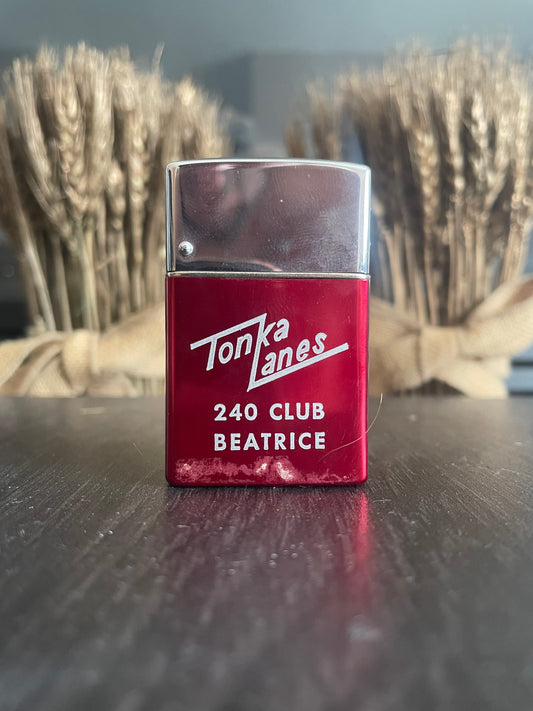 Tonka
Lanes
240 CLUB
BEATRICE